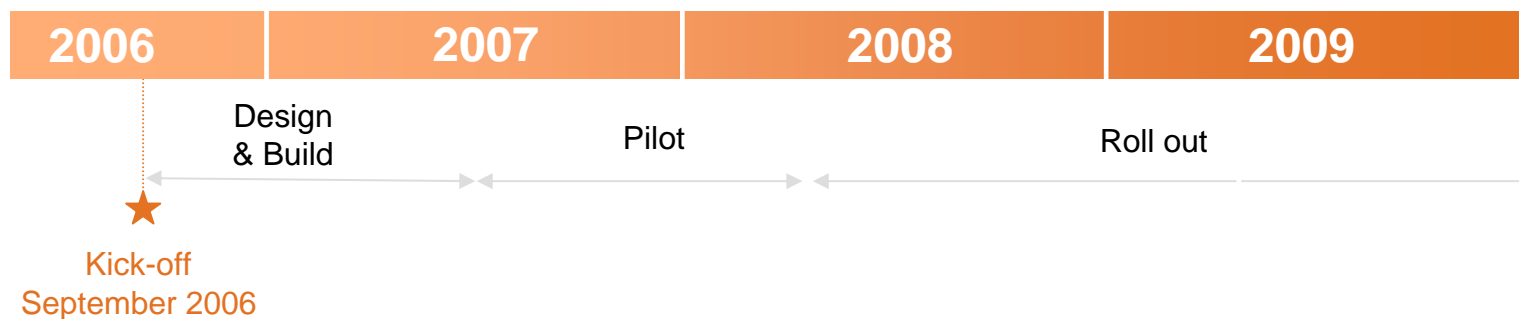 2006
2007
2008
2009
Design
& Build
Pilot
Roll out
Kick-off
September 2006